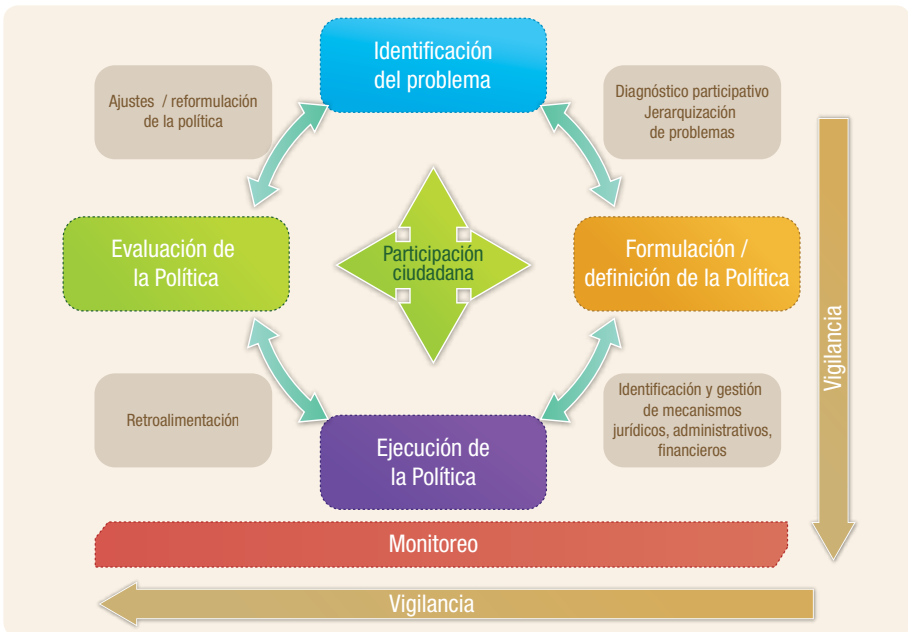 Identificación
del problema
Ajustes / reformulación
de la política
Diagnóstico participativo
Jerarquización
de problemas
Evaluación de
la Política
Participación
ciudadana
Formulación /
definición de la Política
Vigilancia
Retroalimentación
Ejecución de
la Política
Identificación y gestión
de mecanismos
jurídicos, administrativos,
financieros
Monitoreo
Vigilancia